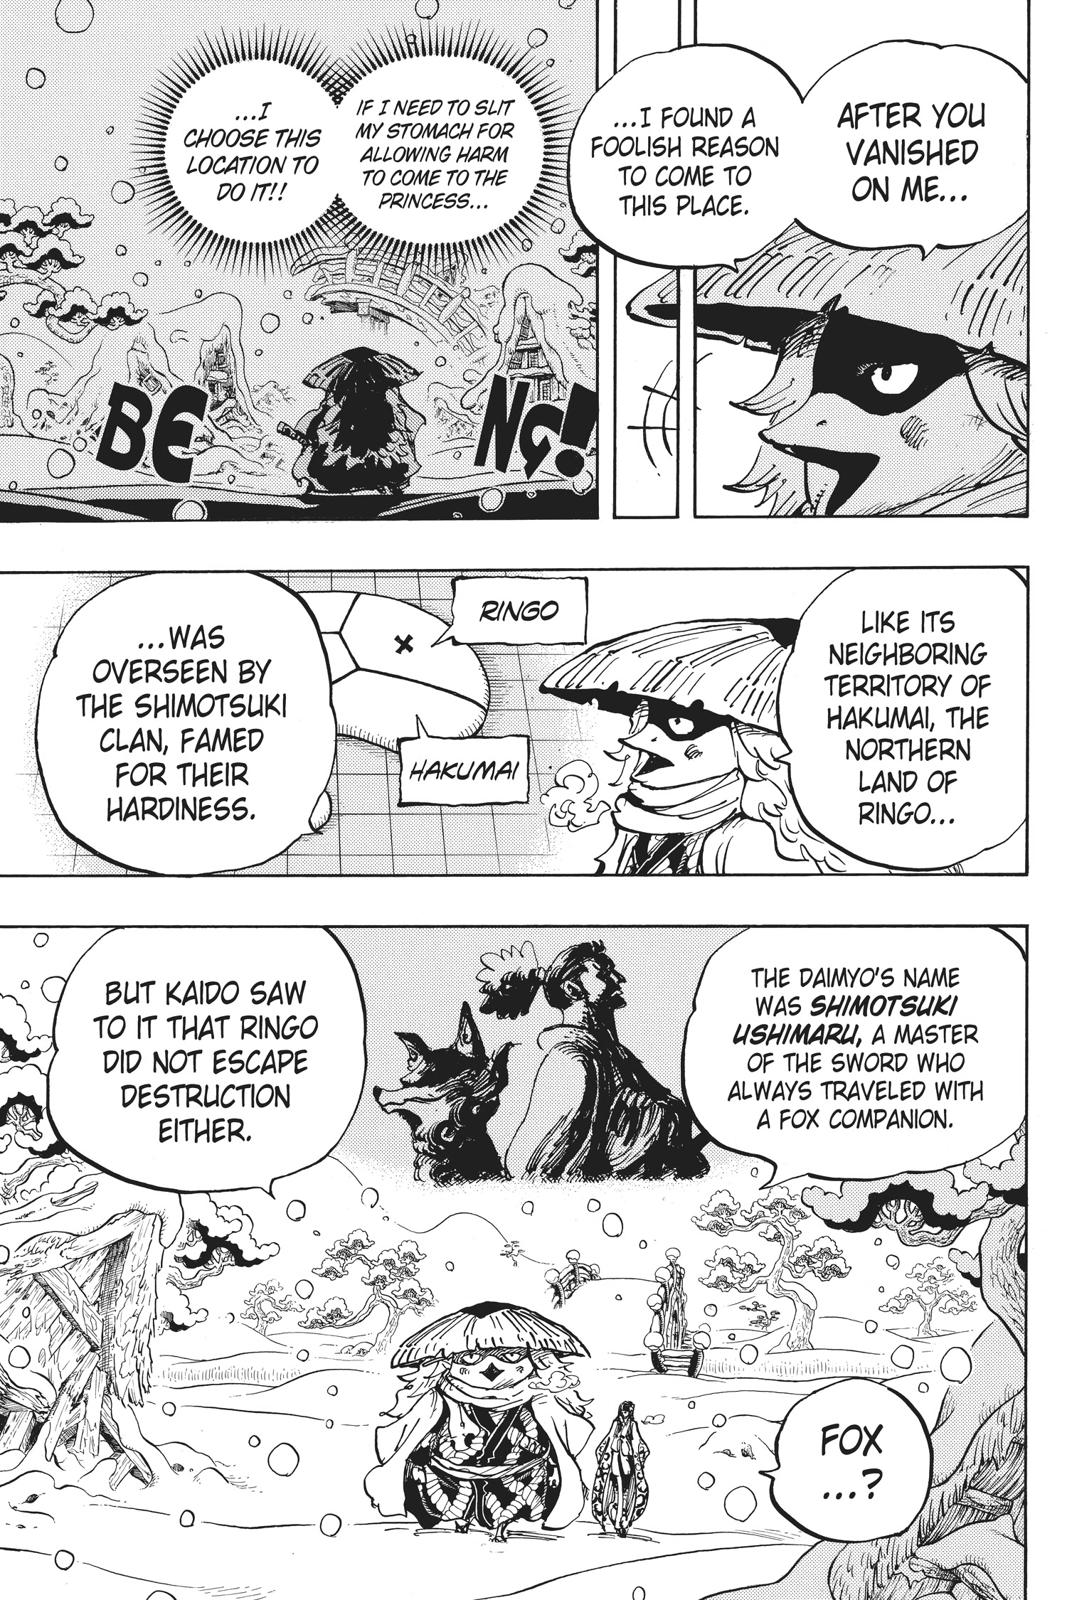 AFTER YOU
VANISHED
ON ME...
...I FOUND A
FOOLISH REASON
TO COME TO
THIS PLACE.
IF I NEED TO SLIT
MY STOMACH FOR
ALLOWING HARM
TO COME TO THE
PRINCESS...
...I
CHOOSE THIS
LOCATION TO
DO IT!!
BENG!
LIKE ITS
NEIGHBORING
TERRITORY OF
HAKUMAI, THE
NORTHERN
LAND OF
RINGO...
RINGO
HAKUMAI
...WAS
OVERSEEN BY
THE SHIMOTSUKI
CLAN, FAMED
FOR THEIR
HARDINESS.
THE DAIMYO'S NAME
WAS SHIMOTSUKI
USHIMARU, A MASTER
OF THE SWORD WHO
ALWAYS TRAVELED WITH
A FOX COMPANION.
BUT KAIDO SAW
TO IT THAT RINGO
DID NOT ESCAPE
DESTRUCTION
EITHER.
FOX
...?